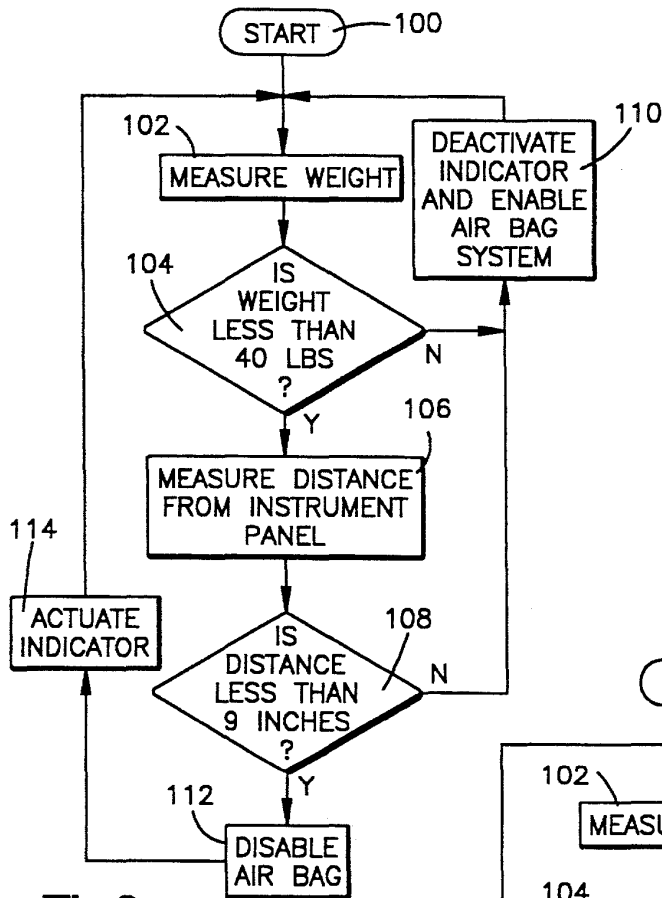 START
100
102
MEASURE WEIGHT
110
DEACTIVATE
INDICATOR
AND ENABLE
AIR BAG
SYSTEM
104
IS
WEIGHT
LESS THAN
40 LBS
?
N
Y
106
MEASURE DISTANCE
FROM INSTRUMENT
PANEL
114
ACTUATE
INDICATOR
108
IS
DISTANCE
LESS THAN
9 INCHES
?
N
Y
112
DISABLE
AIR BAG
102
MEASU
104